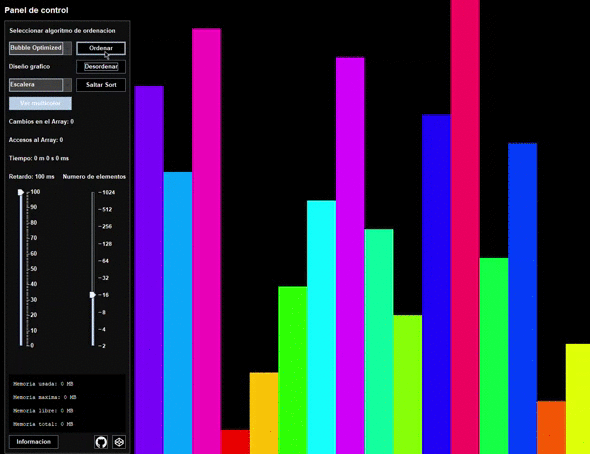 Panel de control
Seleccionar algoritmo de ordenacion
Bubble Optimized Ordenar
Diseño grafico Desordenar
Escalera Saltar Sort
Ver multicolor
Cambios en el Array: 0
Accesos al Array: 0
Tiempo: 0 m 0 s 0 ms
Retardo: 100 ms Numero de elementos
100 1024
90 512
80 256
70 128
60 64
50 32
40 16
30 8
20 4
10 2
0
Memoria usada: 0 MB
Memoria maxima: 0 MB
Memoria libre: 0 MB
Memoria total: 0 MB
Informacion